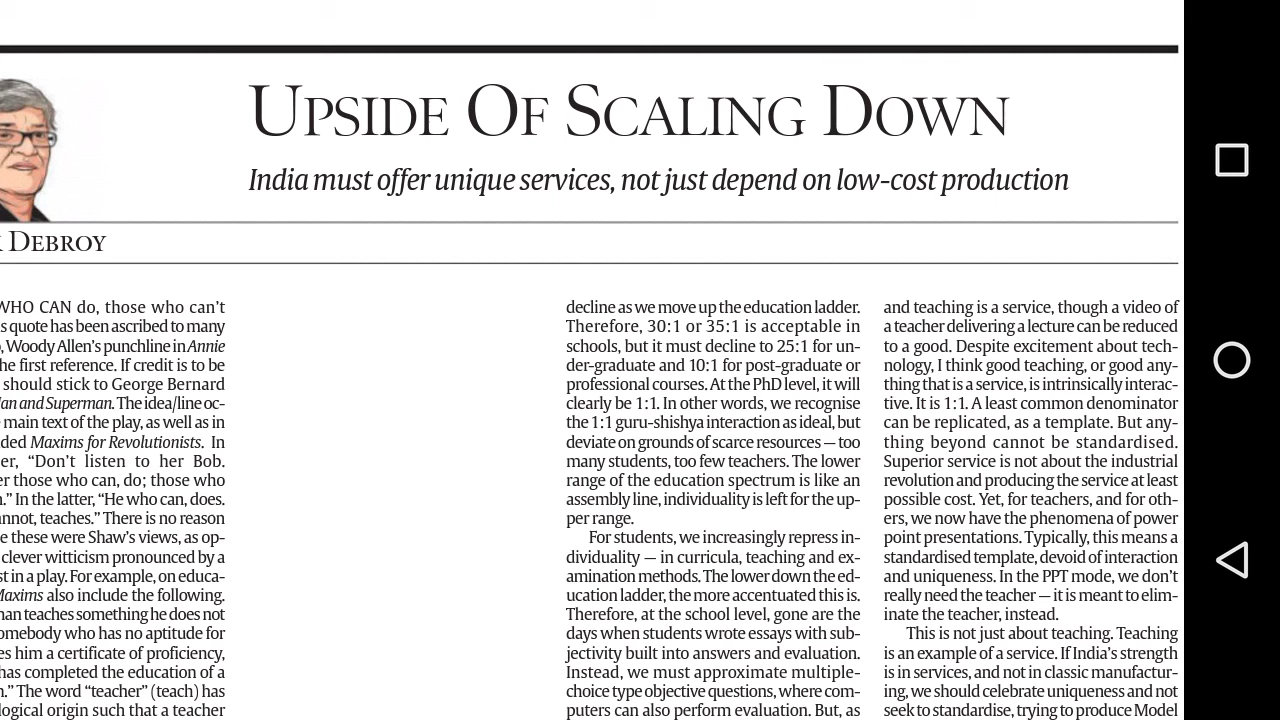 UPSIDE OF SCALING DOWN
India must offer unique services, not just depend on low-cost production
DEBROY
WHO CAN do, those who can't
quote has been ascribed to many
Woody Allen's punchline in Annie
first reference. If credit is to be
should stick to George Bernard
and Superman. The idea/line oc-
main text of the play, as well as in
Maxims for Revolutionists. In
"Don't listen to her Bob.
those who can, do; those who
In the latter, "He who can, does.
teaches." There is no reason
these were Shaw's views, as op-
clever witticism pronounced by a
in a play. For example, on educa-
Maxims also include the following.
teaches something he does not
who has no aptitude for
him a certificate of proficiency,
has completed the education of a
The word "teacher" (teach) has
origin such that a teacher
decline as we move up the education ladder.
Therefore, 30:1 or 35:1 is acceptable in
schools, but it must decline to 25:1 for un-
der-graduate and 10:1 for post-graduate or
professional courses. At the PhD level, it will
clearly be 1:1. In other words, we recognise
the 1:1 guru-shishya interaction as ideal, but
deviate on grounds of scarce resources — too
many students, too few teachers. The lower
range of the education spectrum is like an
assembly line, individuality is left for the up-
per range.
For students, we increasingly repress in-
dividuality — in curricula, teaching and ex-
amination methods. The lower down the ed-
ucation ladder, the more accentuated this is.
Therefore, at the school level, gone are the
days when students wrote essays with sub-
jectivity built into answers and evaluation.
Instead, we must approximate multiple-
choice type objective questions, where com-
puters can also perform evaluation. But, as
and teaching is a service, though a video of
a teacher delivering a lecture can be reduced
to a good. Despite excitement about tech-
nology, I think good teaching, or good any-
thing that is a service, is intrinsically interac-
tive. It is 1:1. A least common denominator
can be replicated, as a template. But any-
thing beyond cannot be standardised.
Superior service is not about the industrial
revolution and producing the service at least
possible cost. Yet, for teachers, and for oth-
ers, we now have the phenomena of power
point presentations. Typically, this means a
standardised template, devoid of interaction
and uniqueness. In the PPT mode, we don't
really need the teacher — it is meant to elim-
inate the teacher, instead.
This is not just about teaching. Teaching
is an example of a service. If India's strength
is in services, and not in classic manufactur-
ing, we should celebrate uniqueness and not
seek to standardise, trying to produce Model